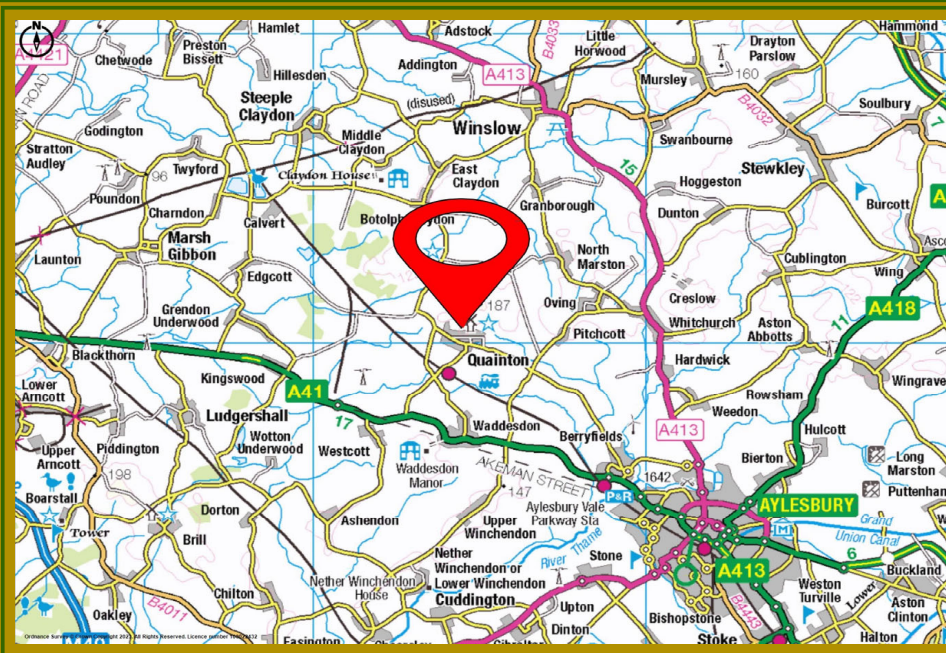 N
Hamlet
Adstock
B4033
Little
Horwood
Drayton
Parslow
Hammond
A4421
Chetwode
Preston
Bissett
Addington
A413
Mursley
160
Hillesden
(disused)
B4032
Soulbury
N ROAD
Steeple
Claydon
Winslow
Swanbourne
Godington
Middle
Claydon
Stratton
Audley
Twyford
Claydon House
East
Claydon
15
Stewkley
96
Hoggeston
Poundon
Charndon
Granborough
Dunton
Burcott
A
Calvert
Marsh
Gibbon
North
Marston
Launton
Cublington
Wing
Edgcott
Creslow
187
Oving
Grendon
Underwood
Whitchurch
Aston
Abbotts
11
A418
Pitchcott
Blackthorn
Quainton
Hardwick
Kingswood
Wingrave
Lower
Arncott
A41
Rowsham
Ludgershall
17
Weedon
Waddesdon
A413
Hulcott
Piddington
Wotton
Underwood
Berryfields
Upper
Arncott
Westcott
Waddesdon
Manor
AKEMAN STREET
1642
Bierton
Long
Marston
198
147
P&R
AYLESBURY
Puttenham
Boarstall
Aylesbury Vale
Parkway Sta
Tower
Dorton
Ashendon
Upper
Winchendon
M
Grand
Union Canal
Brill
River Thame
Stone
6
Nether
Winchendon or
Lower Winchendon
A413
Buckland
Nether Winchendon
House
Cuddington
Weston
Turville
Lower
Oakley
B4011
Chilton
Upton
Bishopstone
B4443
Aston
Clinton
Dinton
Halton
Easington
Stoke